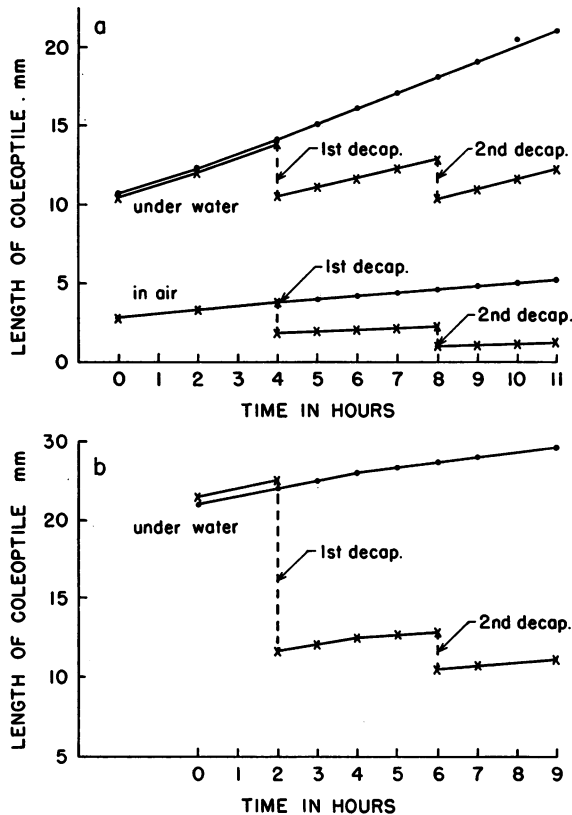 a
LENGTH OF COLEOPTILE . mm
20
15
10
5
0
1st decap.
2nd decap.
under water
1st decap.
in air
2nd decap.
0 1 2 3 4 5 6 7 8 9 10 11
TIME IN HOURS
b
LENGTH OF COLEOPTILE mm
30
20
15
10
5
under water
1st decap.
2nd decap.
0 1 2 3 4 5 6 7 8 9
TIME IN HOURS